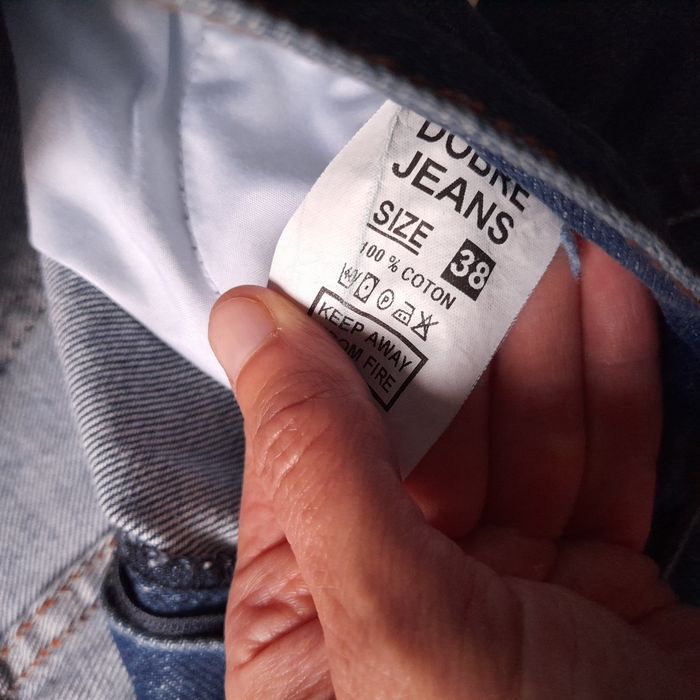 DOBRE
JEANS
SIZE 38
100 % COTON
P
KEEP AWAY
FIRE